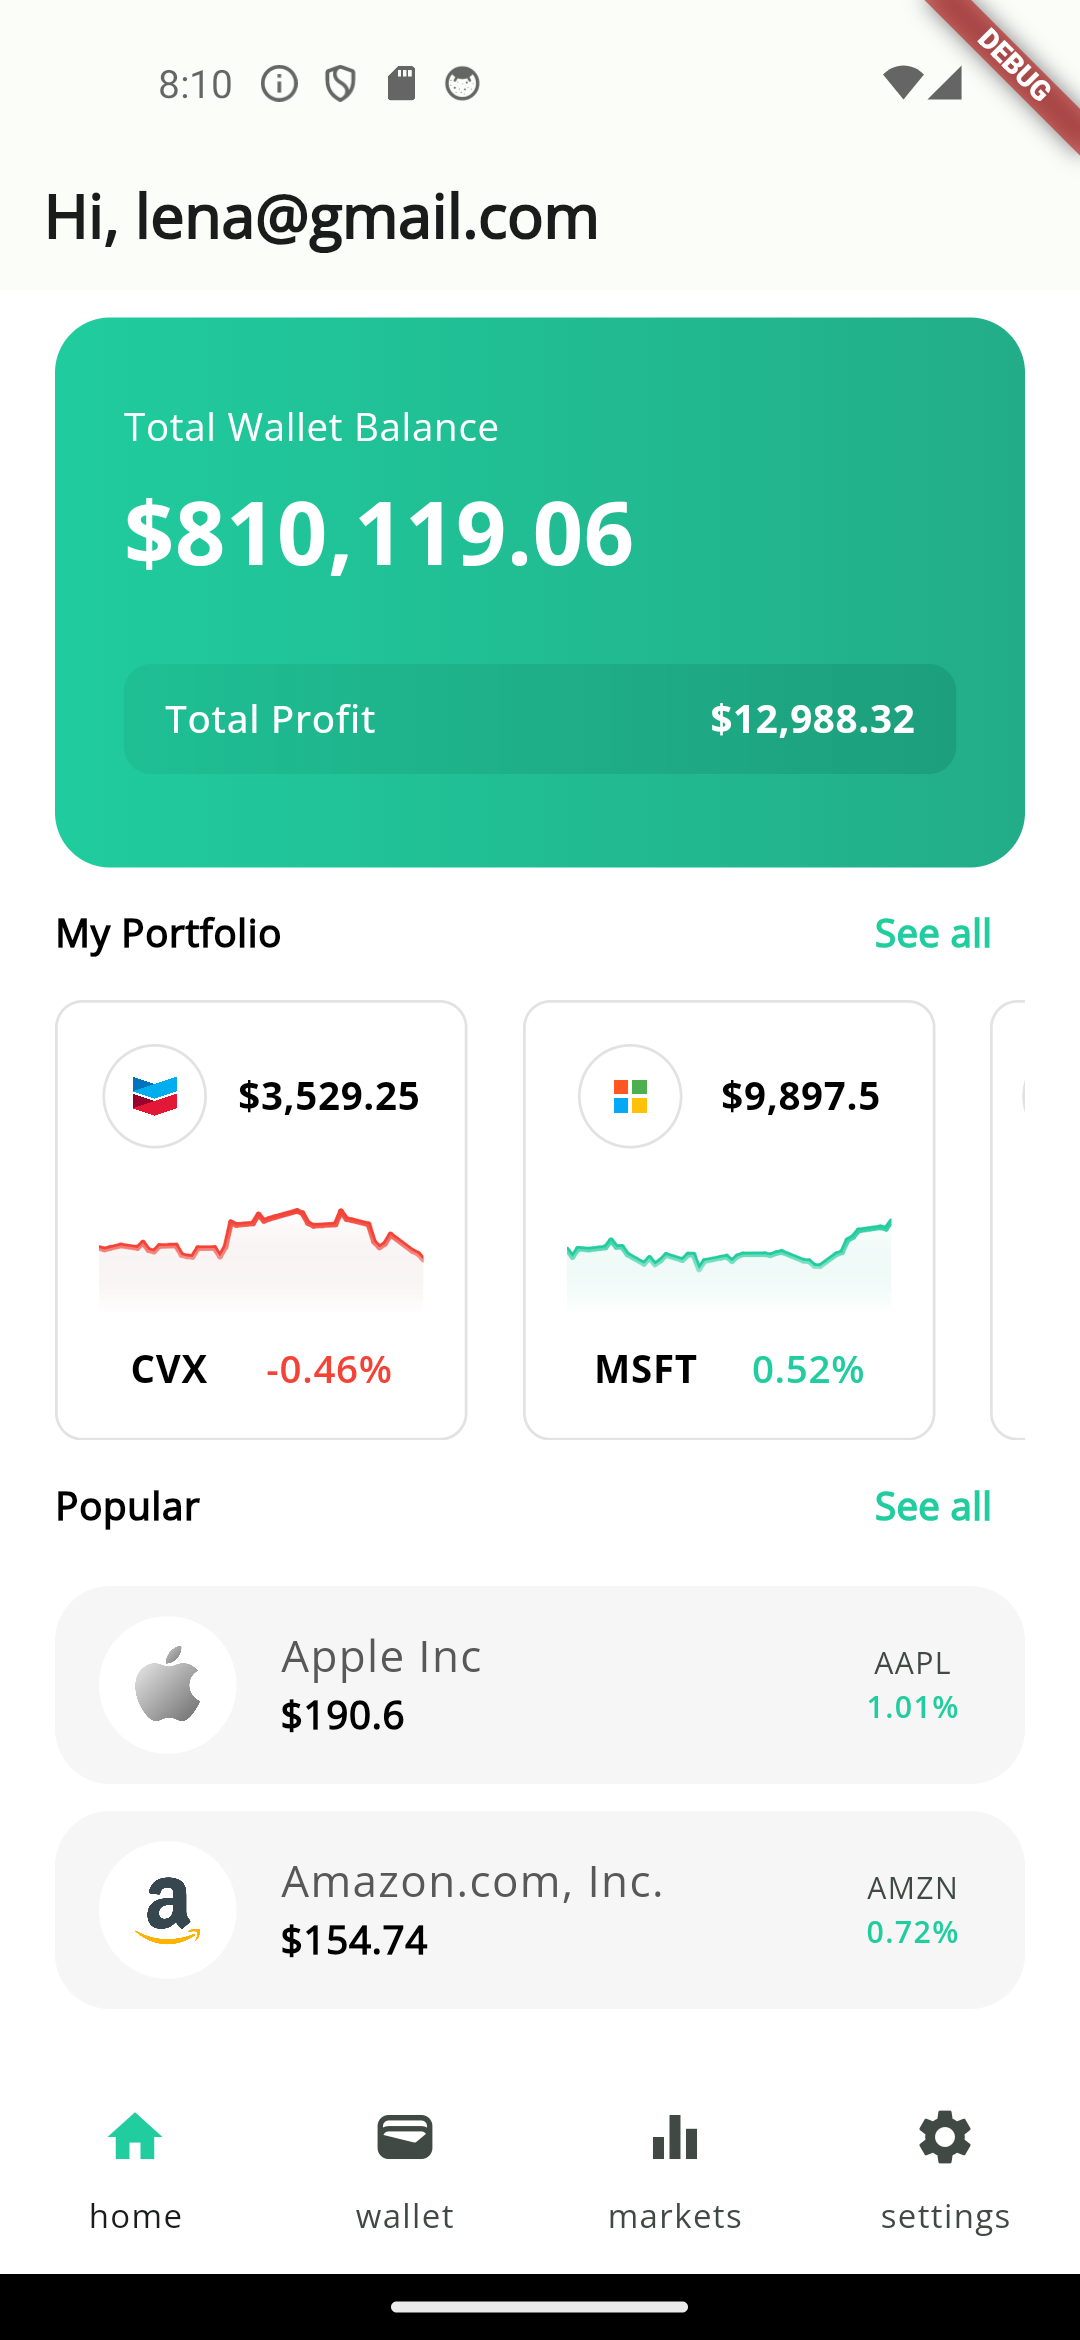 8:10
DEBUG
Hi, lena@gmail.com
Total Wallet Balance
$810,119.06
Total Profit $12,988.32
My Portfolio See all
$3,529.25 $9,897.5
CVX -0.46% MSFT 0.52%
Popular See all
Apple Inc AAPL
$190.6 1.01%
Amazon.com, Inc. AMZN
$154.74 0.72%
home wallet markets settings